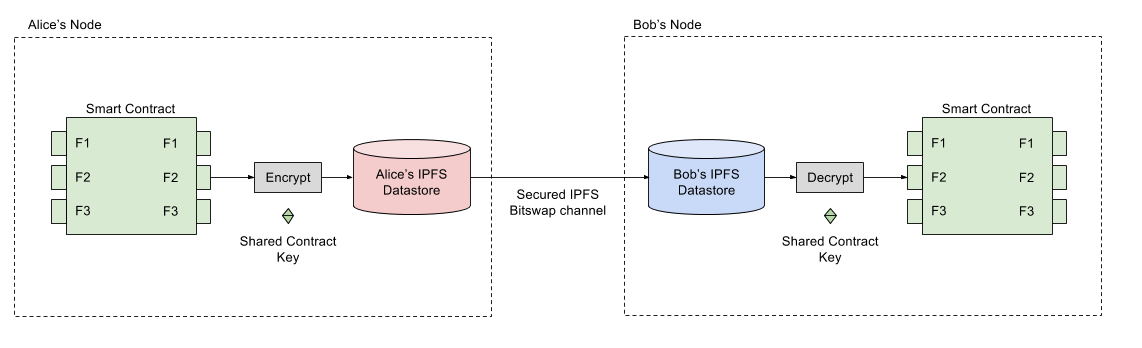 Alice's Node
Bob's Node
Smart Contract
F1 F1
F2 F2
F3 F3
Encrypt
Shared Contract
Key
Alice's IPFS
Datastore
Secured IPFS
Bitswap channel
Bob's IPFS
Datastore
Decrypt
Shared Contract
Key
Smart Contract
F1 F1
F2 F2
F3 F3